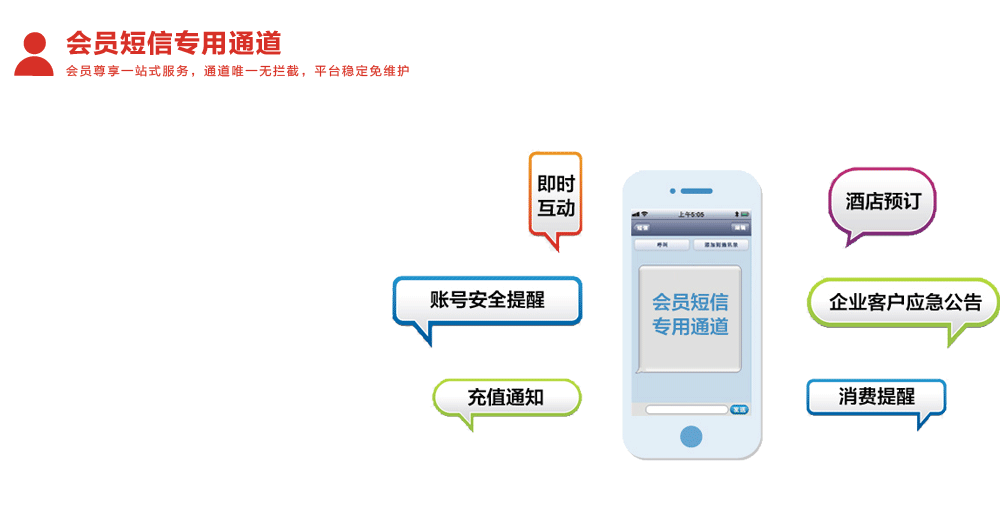 会员短信专用通道
会员尊享一站式服务，通道唯一无拦截，平台稳定免维护
即时
互动
账号安全提醒
充值通知
上午5:05
短信
编辑
呼叫
添加到通讯录
会员短信
专用通道
发送
酒店预订
企业客户应急公告
消费提醒